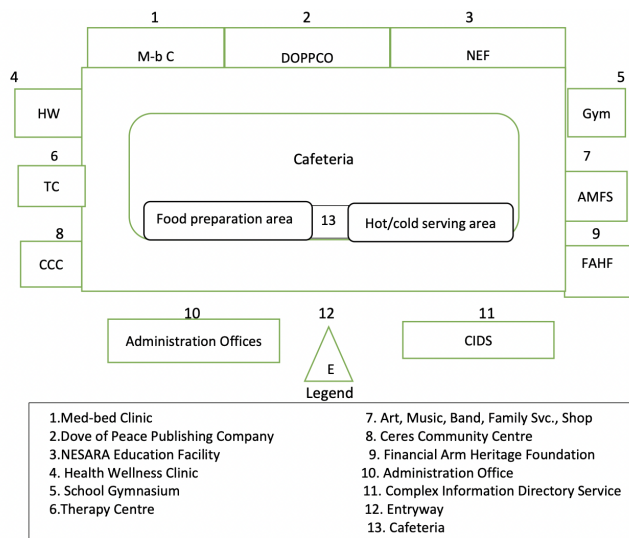 1 2 3
M-b C DOPPCO NEF
4 5
HW Gym
Cafeteria
6 7
TC AMFS
Food preparation area 13 Hot/cold serving area
8 9
CCC FAHF
10 12 11
Administration Offices CIDS
E
Legend
1.Med-bed Clinic
2.Dove of Peace Publishing Company
3.NESARA Education Facility
4. Health Wellness Clinic
5. School Gymnasium
6.Therapy Centre
7. Art, Music, Band, Family Svc., Shop
8. Ceres Community Centre
9. Financial Arm Heritage Foundation
10. Administration Office
11. Complex Information Directory Service
12. Entryway
13. Cafeteria